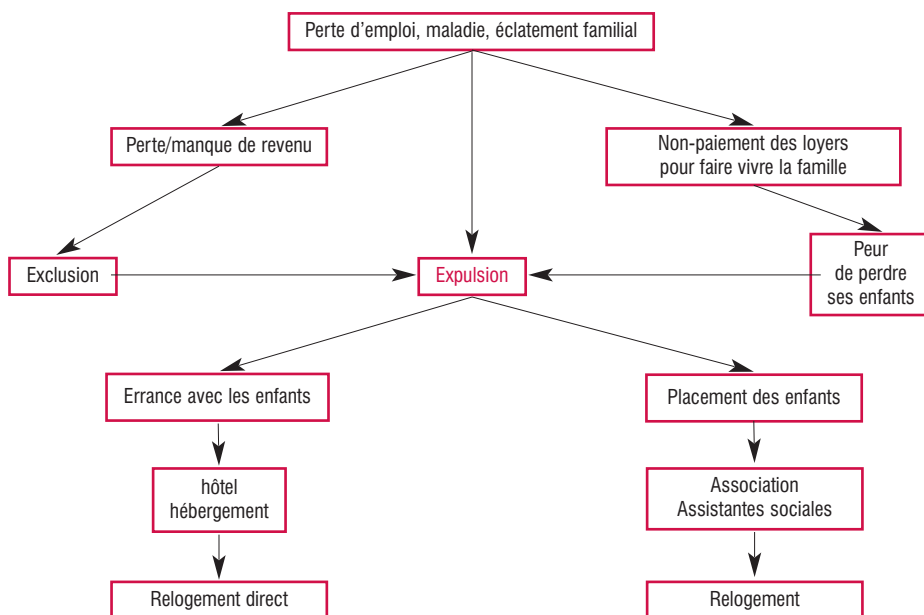 Perte d'emploi, maladie, éclatement familial
Perte/manque de revenu
Non-paiement des loyers
pour faire vivre la famille
Exclusion
Expulsion
Peur
de perdre
ses enfants
Errance avec les enfants
Placement des enfants
hôtel
hébergement
Association
Assistantes sociales
Relogement direct
Relogement